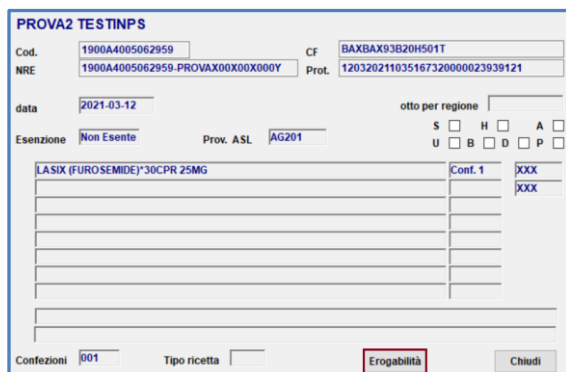 PROVA2 TESTINPS
Cod. 1900A4005062959 CF BAXBAX93B20H501T
NRE 1900A4005062959-PROVAX00X00X000Y Prot. 120320211035167320000023939121
data 2021-03-12 otto per regione
S H A
Esenzione Non Esente Prov. ASL AG201 U B D P
LASIX (FUROSEMIDE)*30CPR 25MG Conf. 1 XXX
XXX
Confezioni 001 Tipo ricetta Erogabilità Chiudi